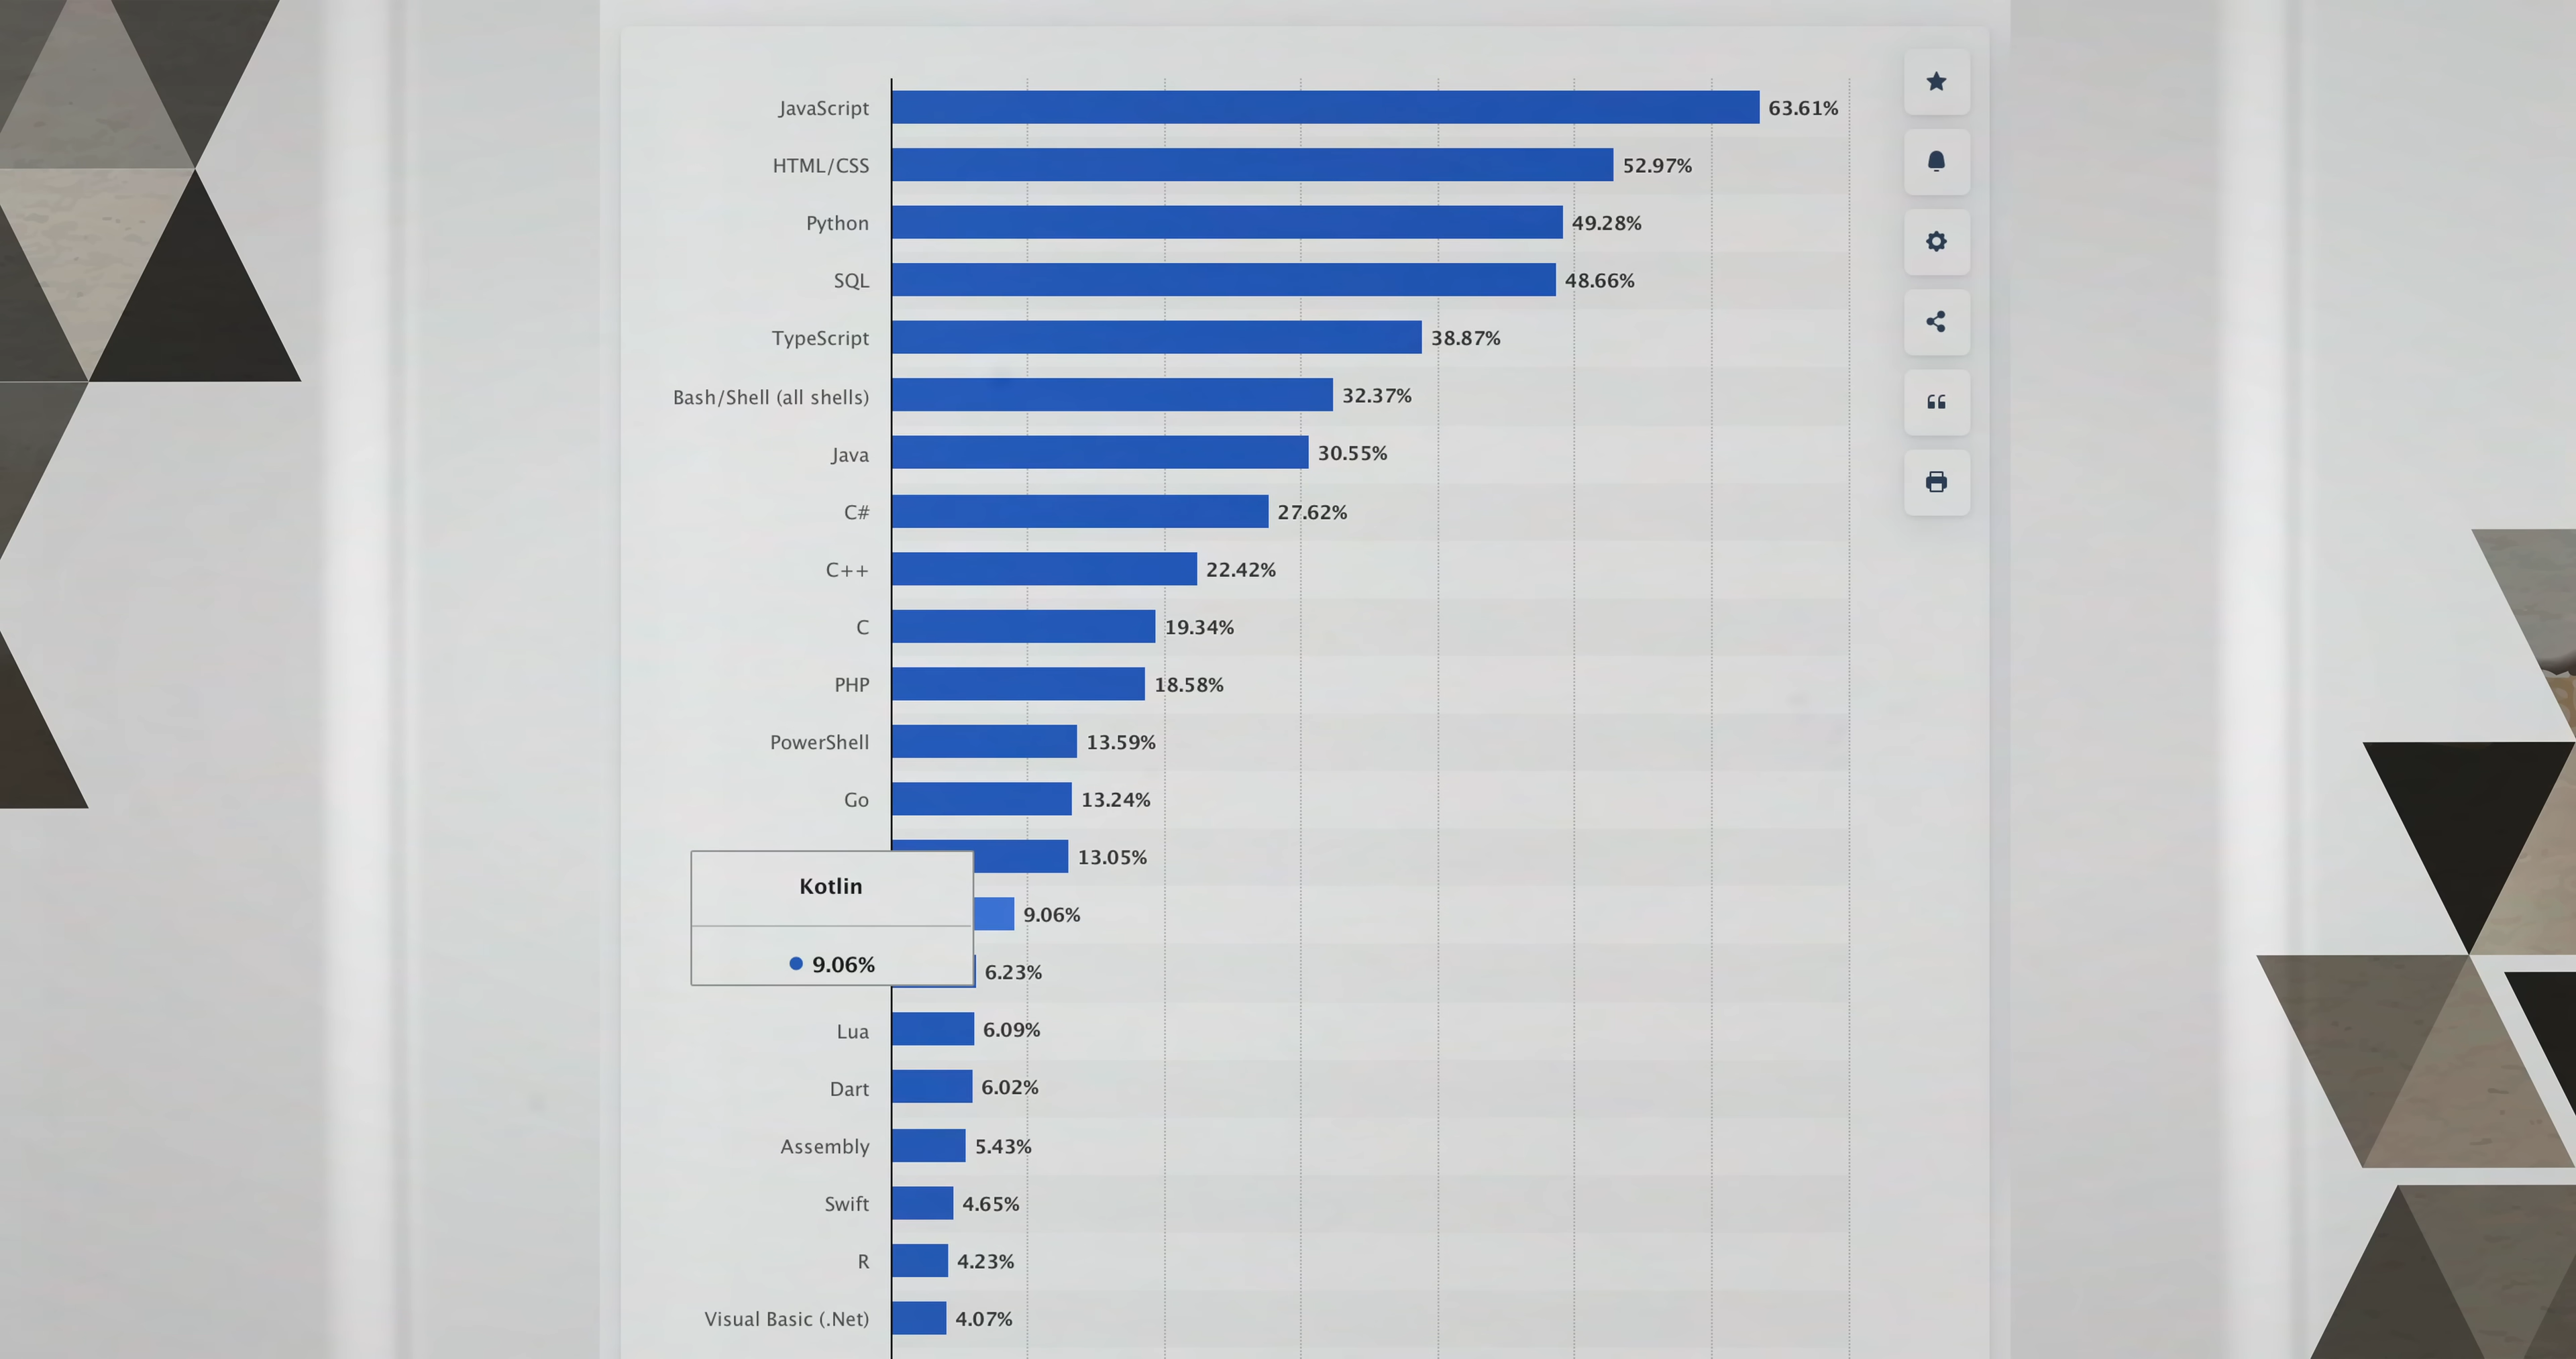 JavaScript 63.61%
HTML/CSS 52.97%
Python 49.28%
SQL 48.66%
TypeScript 38.87%
Bash/Shell (all shells) 32.37%
Java 30.55%
C# 27.62%
C++ 22.42%
C 19.34%
PHP 18.58%
PowerShell 13.59%
Go 13.24%
13.05%
Kotlin
9.06%
9.06%
6.23%
Lua 6.09%
Dart 6.02%
Assembly 5.43%
Swift 4.65%
R 4.23%
Visual Basic (.Net) 4.07%